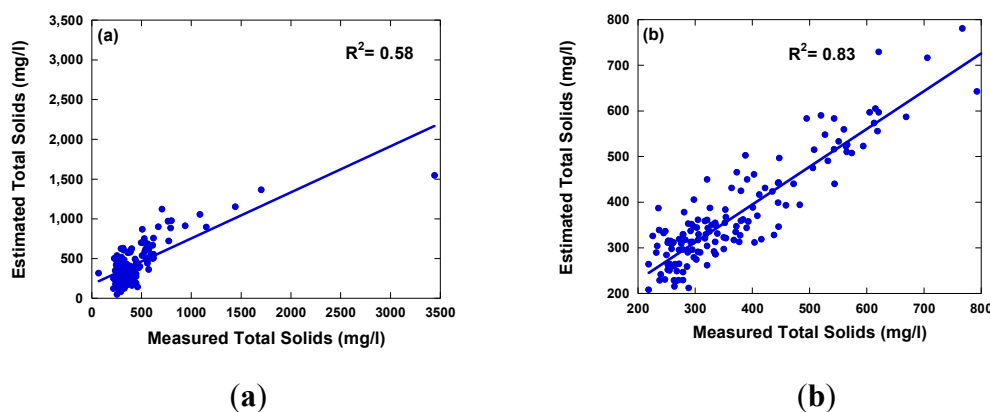 (a)
R²= 0.58
Estimated Total Solids (mg/l)
3,500
3,000
2,500
2,000
1,500
1,000
500
0
0 500 1000 1500 2000 2500 3000 3500
Measured Total Solids (mg/l)
(a)
(b)
R²= 0.83
Estimated Total Solids (mg/l)
800
700
600
500
400
300
200
200 300 400 500 600 700 800
Measured Total Solids (mg/l)
(b)